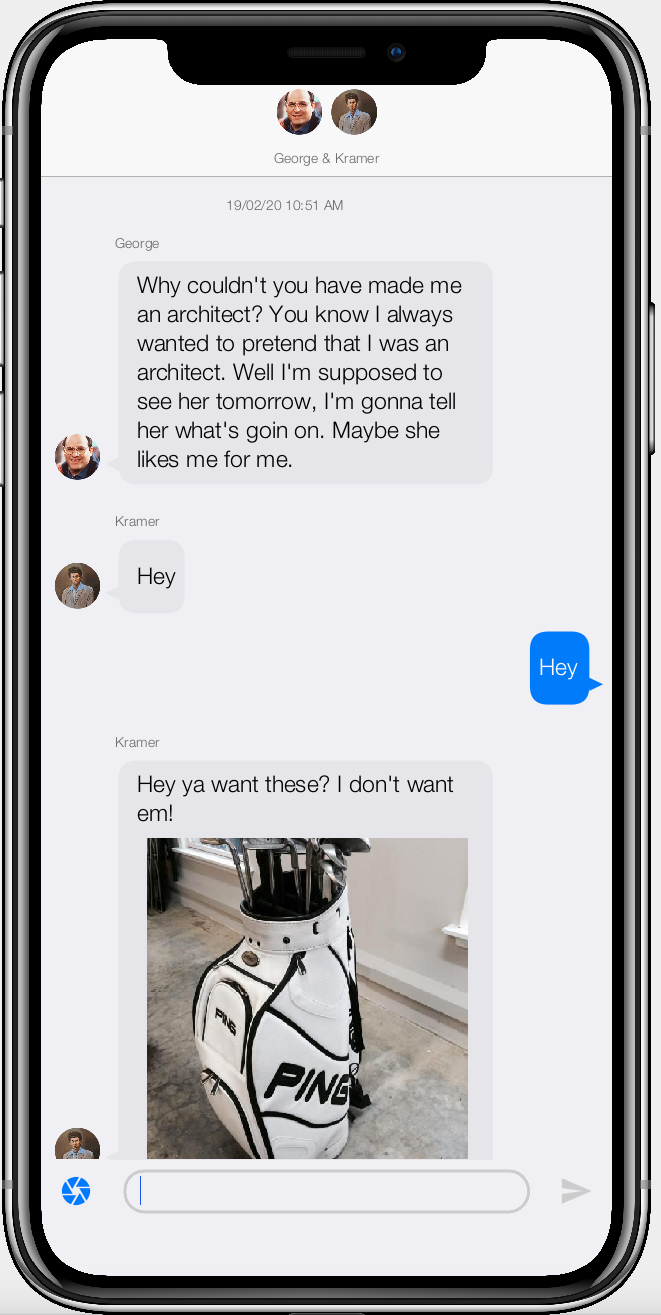 George & Kramer
19/02/20 10:51 AM
George
Why couldn't you have made me
an architect? You know I always
wanted to pretend that I was an
architect. Well I'm supposed to
see her tomorrow, I'm gonna tell
her what's goin on. Maybe she
likes me for me.
Kramer
Hey
Hey
Kramer
Hey ya want these? I don't want
em!
PING
PING